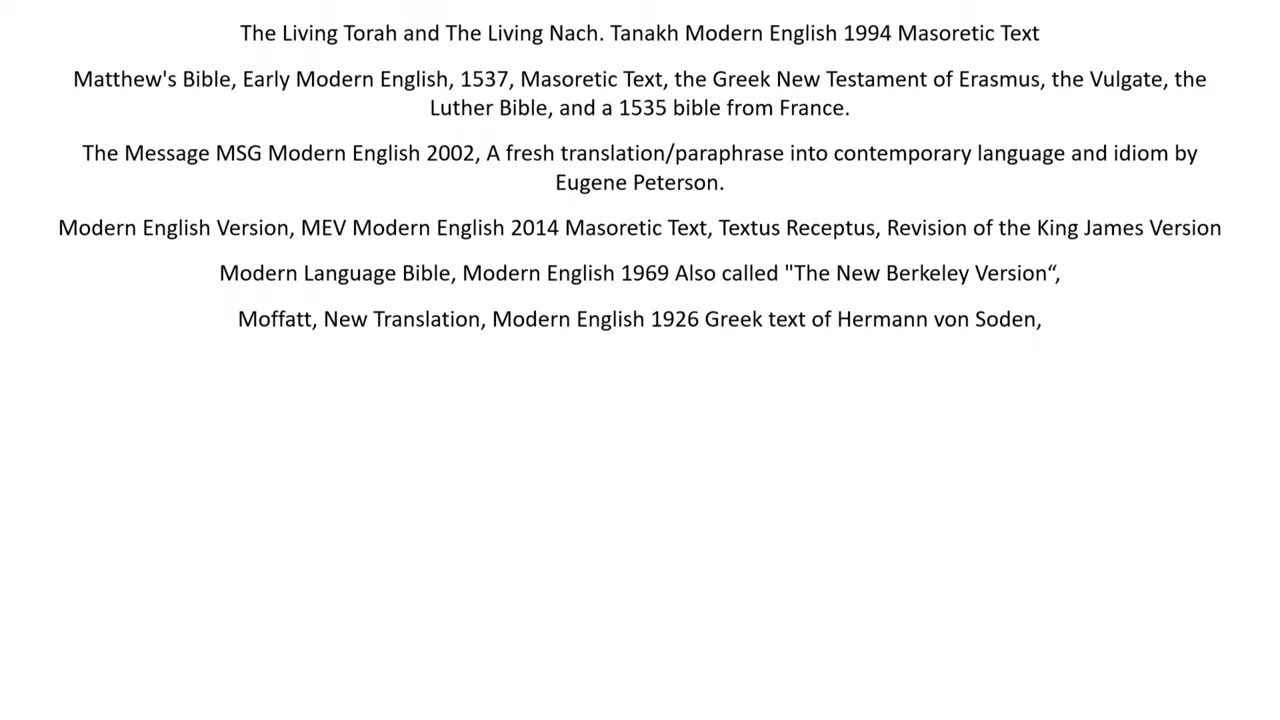 The Living Torah and The Living Nach. Tanakh Modern English 1994 Masoretic Text
Matthew's Bible, Early Modern English, 1537, Masoretic Text, the Greek New Testament of Erasmus, the Vulgate, the
Luther Bible, and a 1535 bible from France.
The Message MSG Modern English 2002, A fresh translation/paraphrase into contemporary language and idiom by
Eugene Peterson.
Modern English Version, MEV Modern English 2014 Masoretic Text, Textus Receptus, Revision of the King James Version
Modern Language Bible, Modern English 1969 Also called "The New Berkeley Version“,
Moffatt, New Translation, Modern English 1926 Greek text of Hermann von Soden,